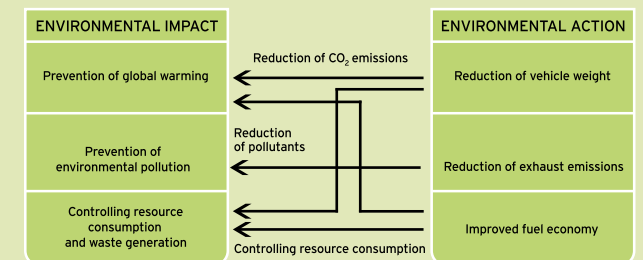 ENVIRONMENTAL IMPACT
ENVIRONMENTAL ACTION
Reduction of CO₂ emissions
Prevention of global warming
Reduction of vehicle weight
Reduction
of pollutants
Prevention of
environmental pollution
Reduction of exhaust emissions
Controlling resource
consumption
and waste generation
Improved fuel economy
Controlling resource consumption